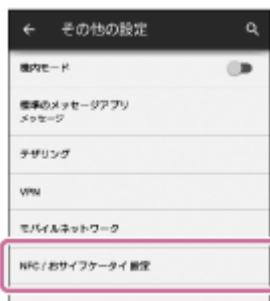 その他の設定
機内モード
標準のメッセージアプリ
メッセージ
テザリング
VPN
モバイルネットワーク
NFC / おサイフケータイ 設定